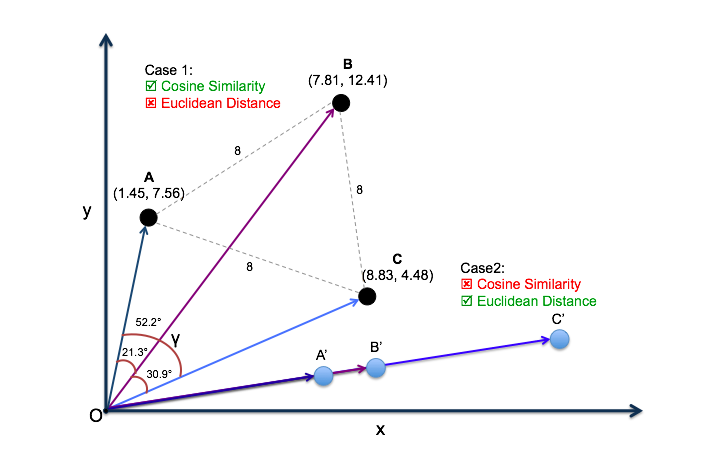 B
(7.81, 12.41)
Case 1:
☑ Cosine Similarity
☒ Euclidean Distance
8
A
(1.45, 7.56)
8
y
C
(8.83, 4.48)
8
Case2:
☒ Cosine Similarity
☑ Euclidean Distance
52.2°
γ
21.3°
30.9°
A’
B’
C’
O
x